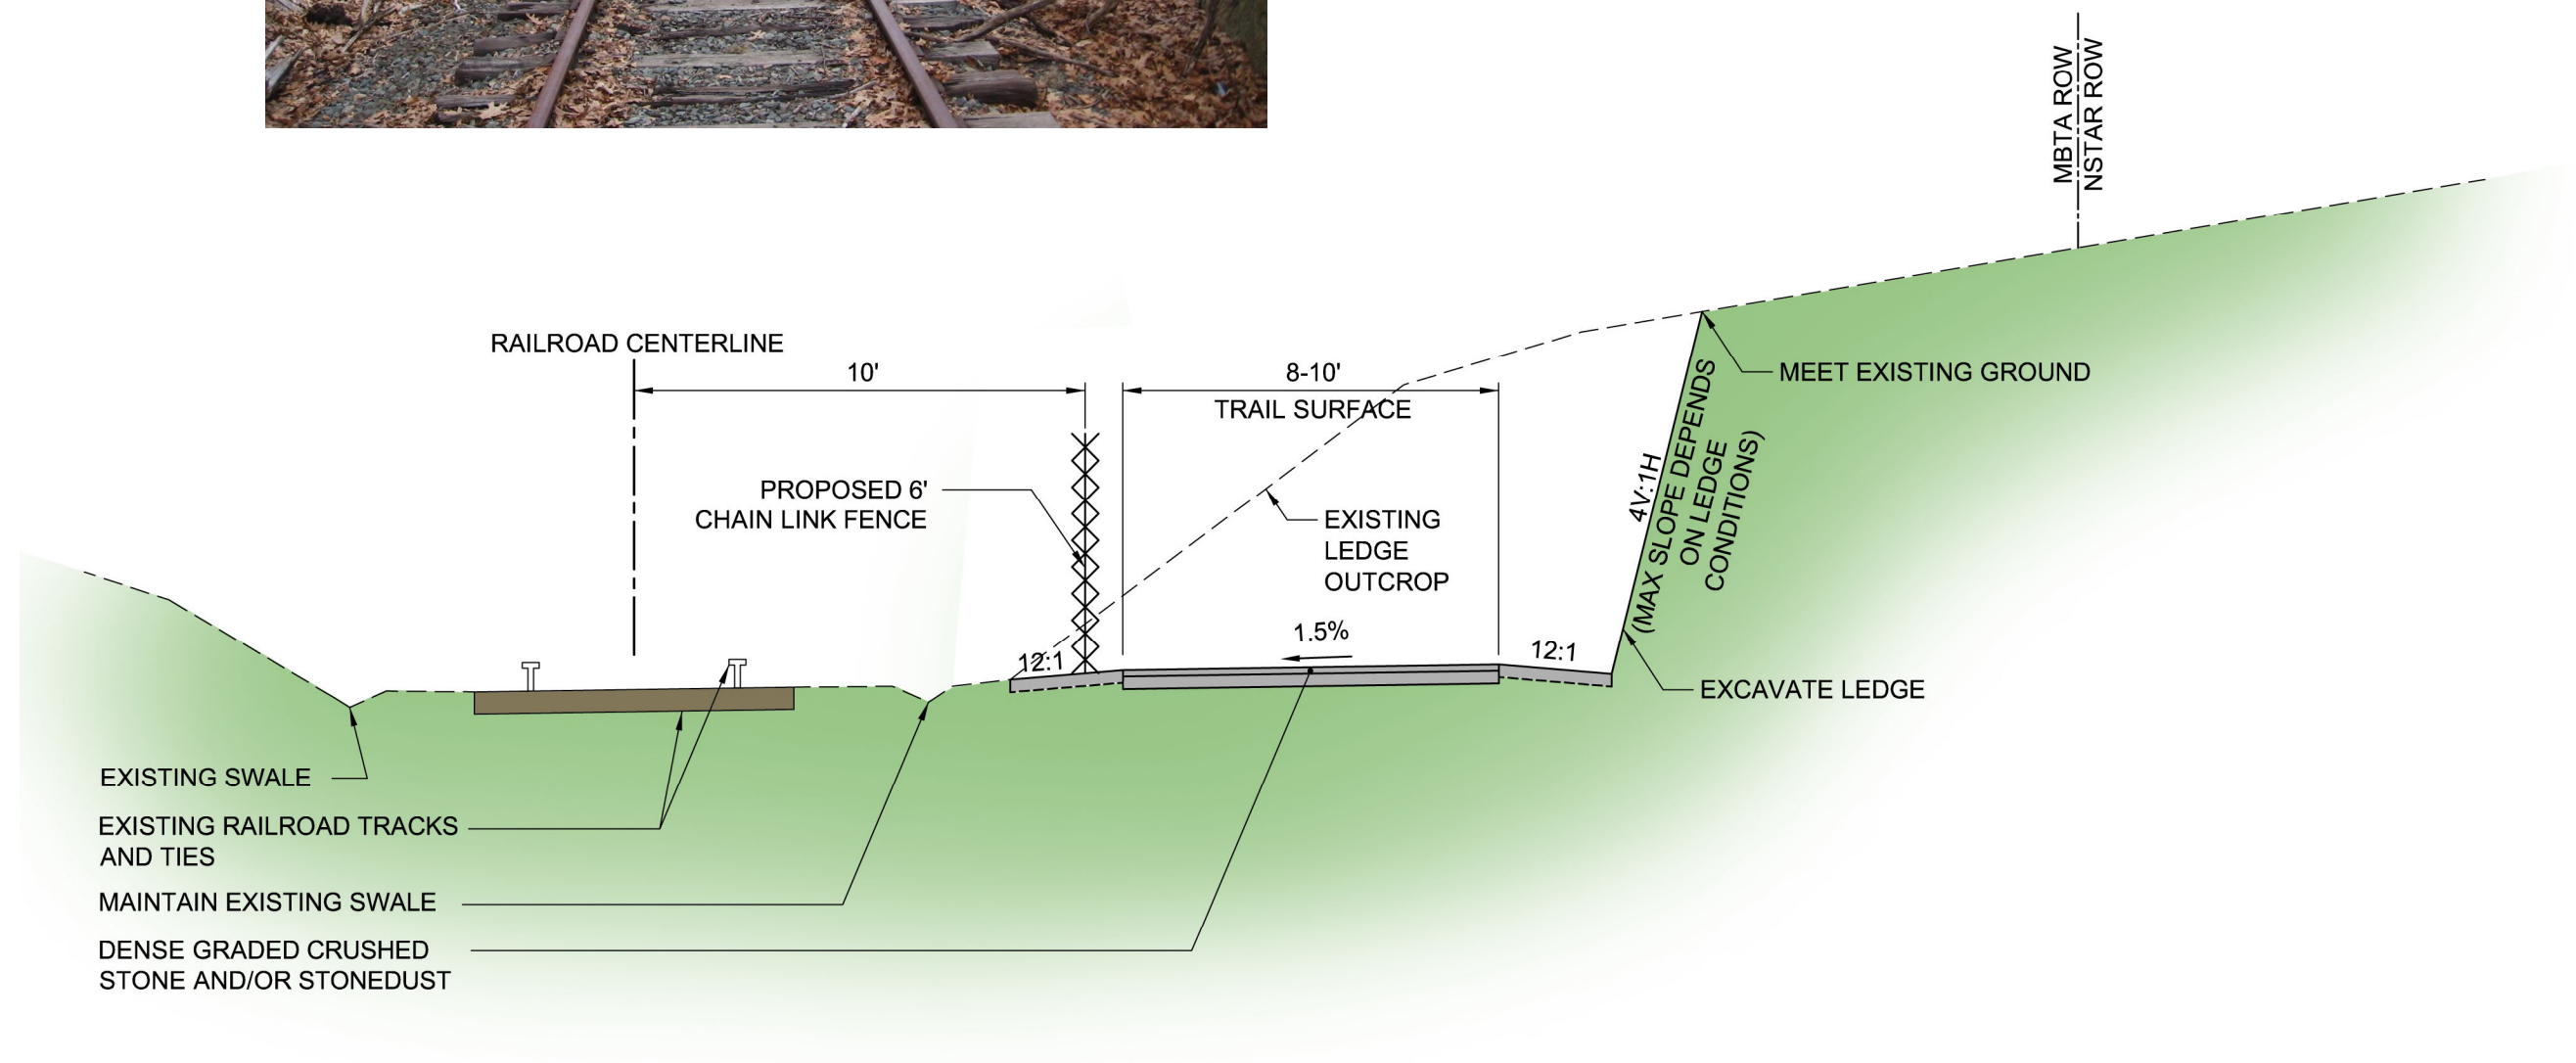 MBTA ROW
NSTAR ROW
RAILROAD CENTERLINE
10'
8-10'
TRAIL SURFACE
MEET EXISTING GROUND
PROPOSED 6'
CHAIN LINK FENCE
EXISTING
LEDGE
OUTCROP
4V:1H
(MAX SLOPE DEPENDS
ON LEDGE
CONDITIONS)
12:1
1.5%
12:1
EXCAVATE LEDGE
EXISTING SWALE
EXISTING RAILROAD TRACKS
AND TIES
MAINTAIN EXISTING SWALE
DENSE GRADED CRUSHED
STONE AND/OR STONEDUST